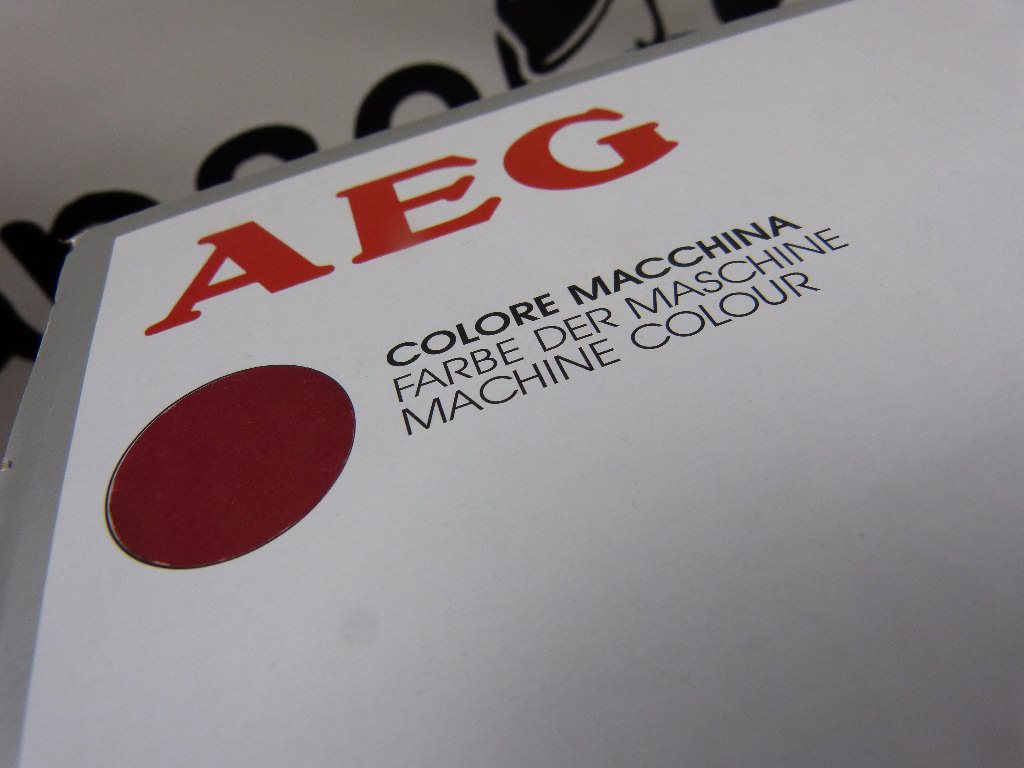 AEG
COLORE MACCHINA
FARBE DER MASCHINE
MACHINE COLOUR